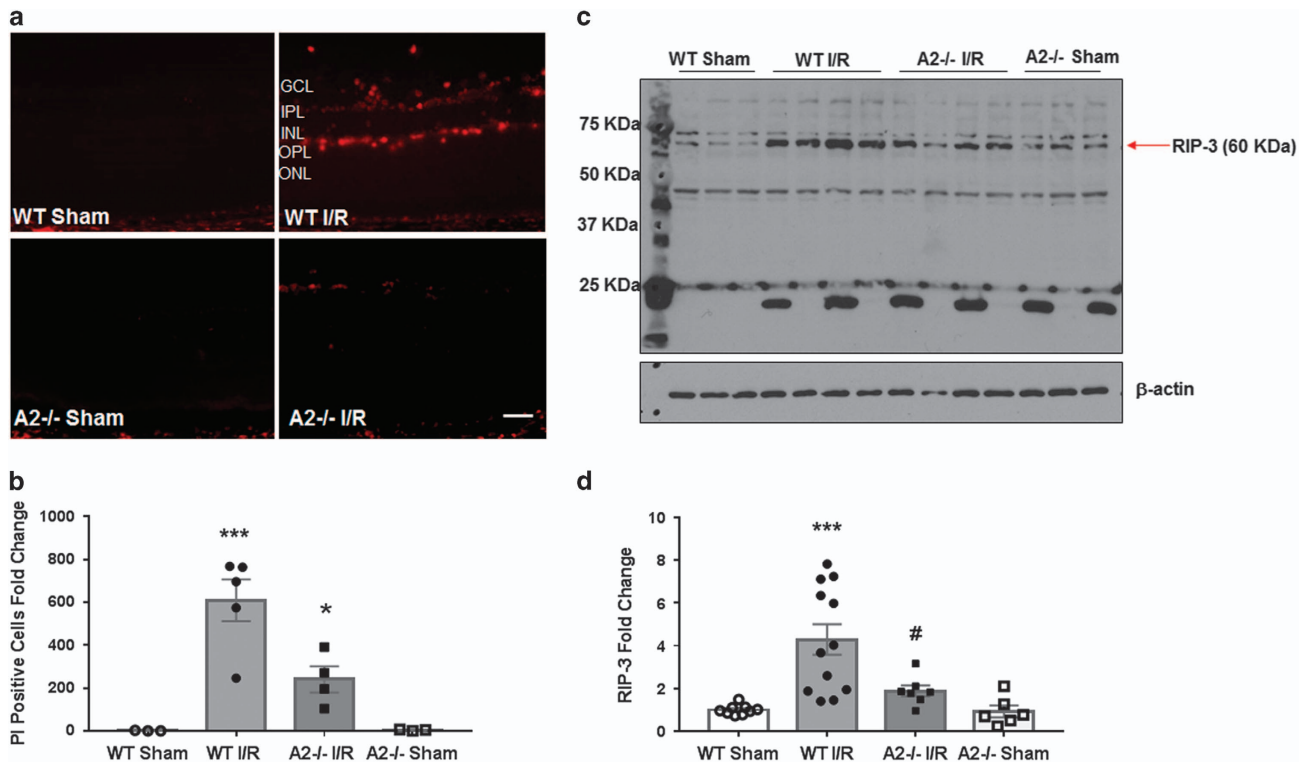 a
GCL
IPL
INL
OPL
ONL
WT Sham
WT I/R
A2-/- Sham
A2-/- I/R
b
PI Positive Cells Fold Change
1000
800
600
400
200
0
***
*
WT Sham WT I/R A2-/- I/R A2-/- Sham
c
WT Sham WT I/R A2-/- I/R A2-/- Sham
75 KDa
50 KDa
37 KDa
25 KDa
RIP-3 (60 KDa)
β-actin
d
RIP-3 Fold Change
10
8
6
4
2
0
***
#
WT Sham WT I/R A2-/- I/R A2-/- Sham